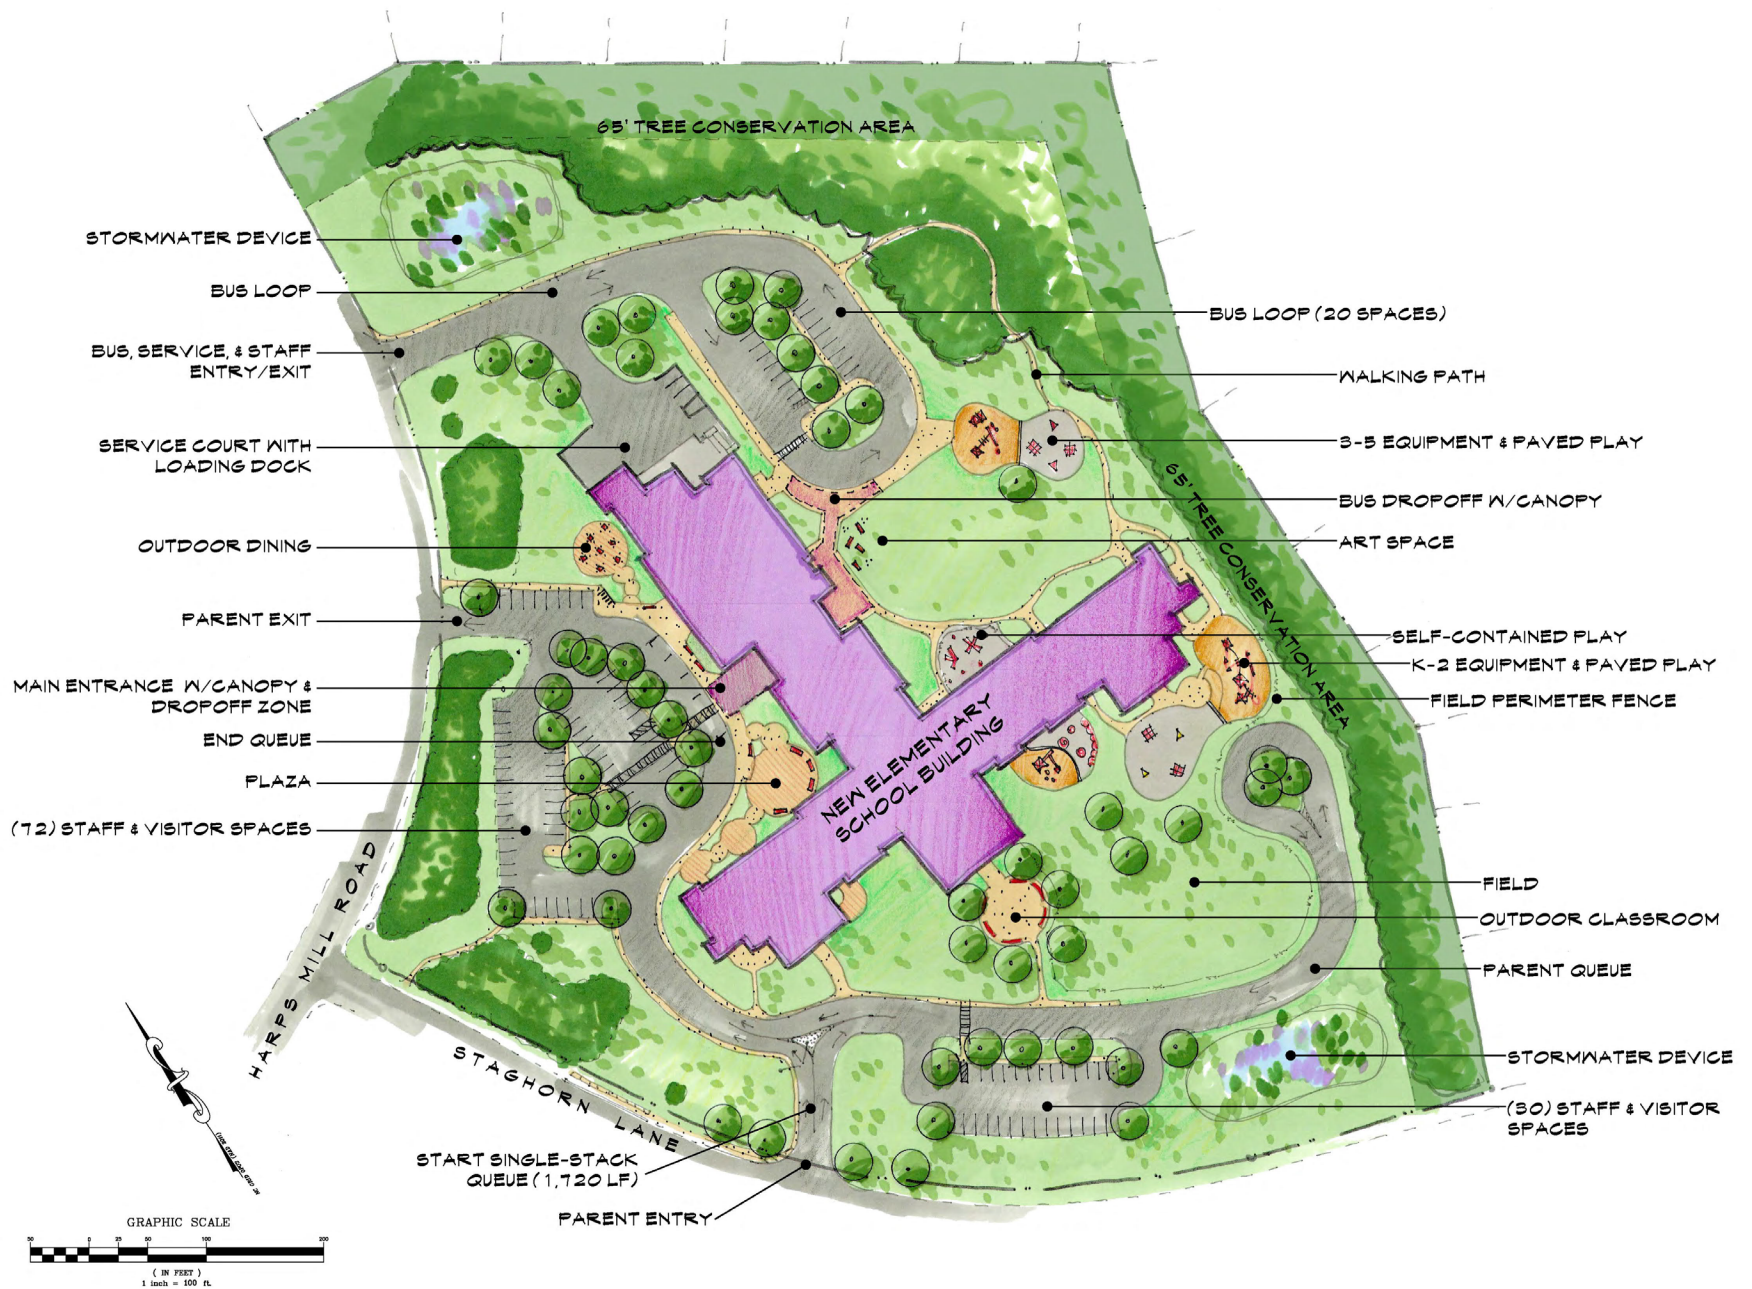 65' TREE CONSERVATION AREA
STORMWATER DEVICE
BUS LOOP
BUS, SERVICE, & STAFF
ENTRY/EXIT
SERVICE COURT WITH
LOADING DOCK
OUTDOOR DINING
PARENT EXIT
MAIN ENTRANCE W/CANOPY &
DROPOFF ZONE
END QUEUE
PLAZA
(72) STAFF & VISITOR SPACES
HARPS MILL ROAD
STAGHORN LANE
START SINGLE-STACK
QUEUE (1,720 LF)
PARENT ENTRY
NEW ELEMENTARY
SCHOOL BUILDING
BUS LOOP (20 SPACES)
WALKING PATH
3-5 EQUIPMENT & PAVED PLAY
65' TREE CONSERVATION AREA
BUS DROPOFF W/CANOPY
ART SPACE
SELF-CONTAINED PLAY
K-2 EQUIPMENT & PAVED PLAY
FIELD PERIMETER FENCE
FIELD
OUTDOOR CLASSROOM
PARENT QUEUE
STORMWATER DEVICE
(30) STAFF & VISITOR
SPACES
GRAPHIC SCALE
50 0 25 50 100 200
( IN FEET )
1 inch = 100 ft.